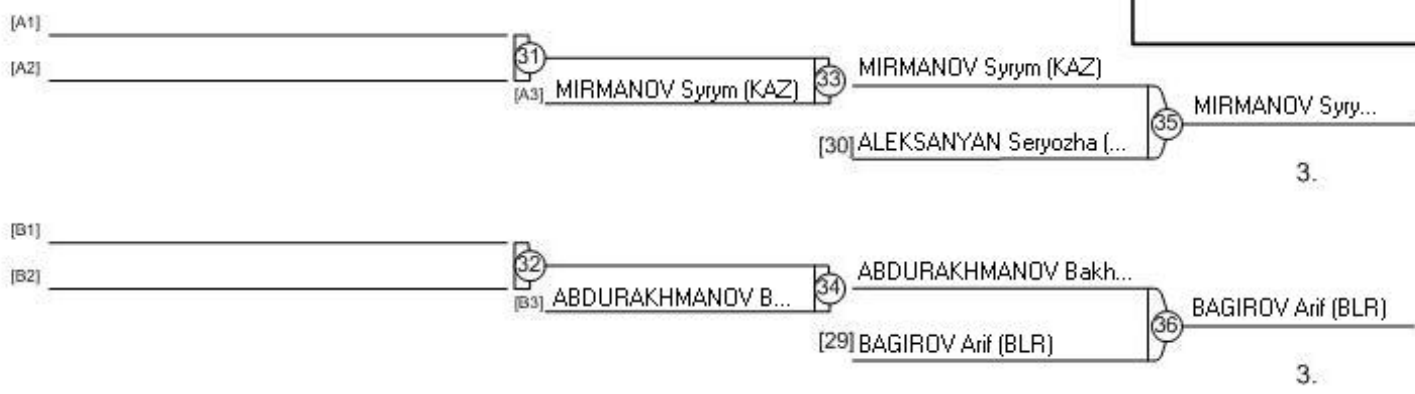 [A1]
[A2]
31
[A3] MIRMANOV Syrym (KAZ)
33
MIRMANOV Syrym (KAZ)
[30] ALEKSANYAN Seryozha (...
35
MIRMANOV Syry...
3.
[B1]
[B2]
32
[B3] ABDURAKHMANOV B...
34
ABDURAKHMANOV Bakh...
[29] BAGIROV Arif (BLR)
36
BAGIROV Arif (BLR)
3.